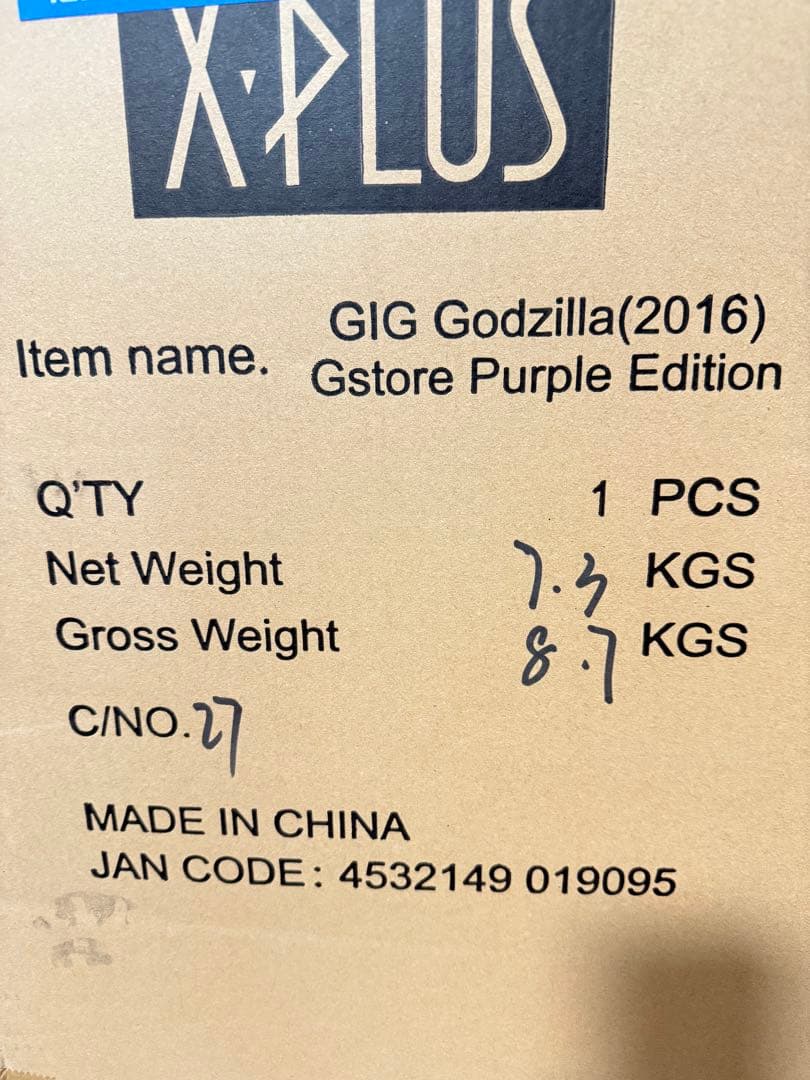 X·PLUS
Item name. GIG Godzilla(2016)
Gstore Purple Edition
Q'TY 1 PCS
Net Weight 7.3 KGS
Gross Weight 8.7 KGS
C/NO. 27
MADE IN CHINA
JAN CODE: 4532149 019095